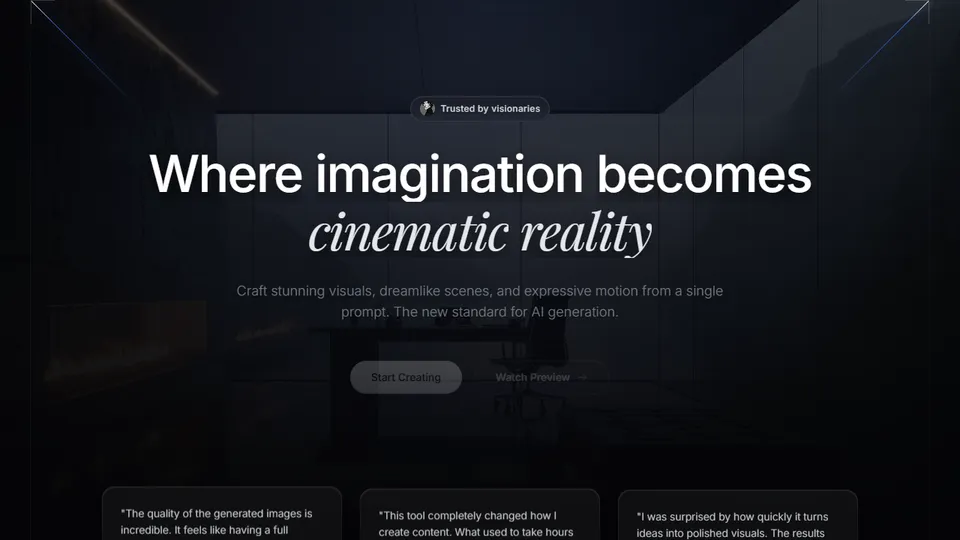 Trusted by visionaries
Where imagination becomes
cinematic reality
Craft stunning visuals, dreamlike scenes, and expressive motion from a single
prompt. The new standard for AI generation.
Start Creating
Watch Preview →
"The quality of the generated images is
incredible. It feels like having a full
"This tool completely changed how I
create content. What used to take hours
"I was surprised by how quickly it turns
ideas into polished visuals. The results